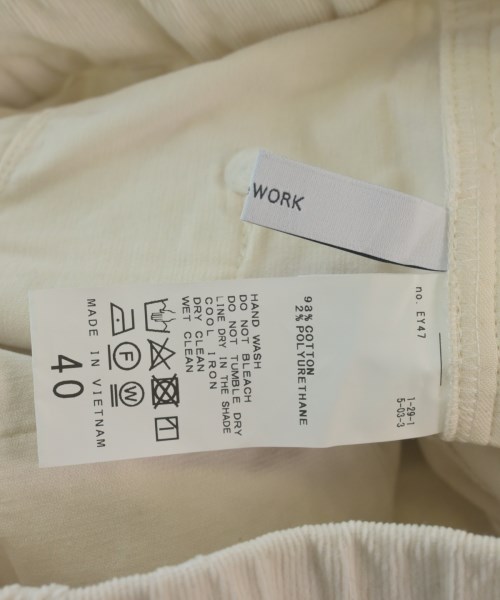 WORK
no. EY47
1-29-1
5-03-3
98% COTTON
2% POLYURETHANE
HAND WASH
DO NOT BLEACH
DO NOT TUMBLE DRY
LINE DRY IN THE SHADE
COOL IRON
DRY CLEAN
WET CLEAN
F W
MADE IN VIETNAM
40